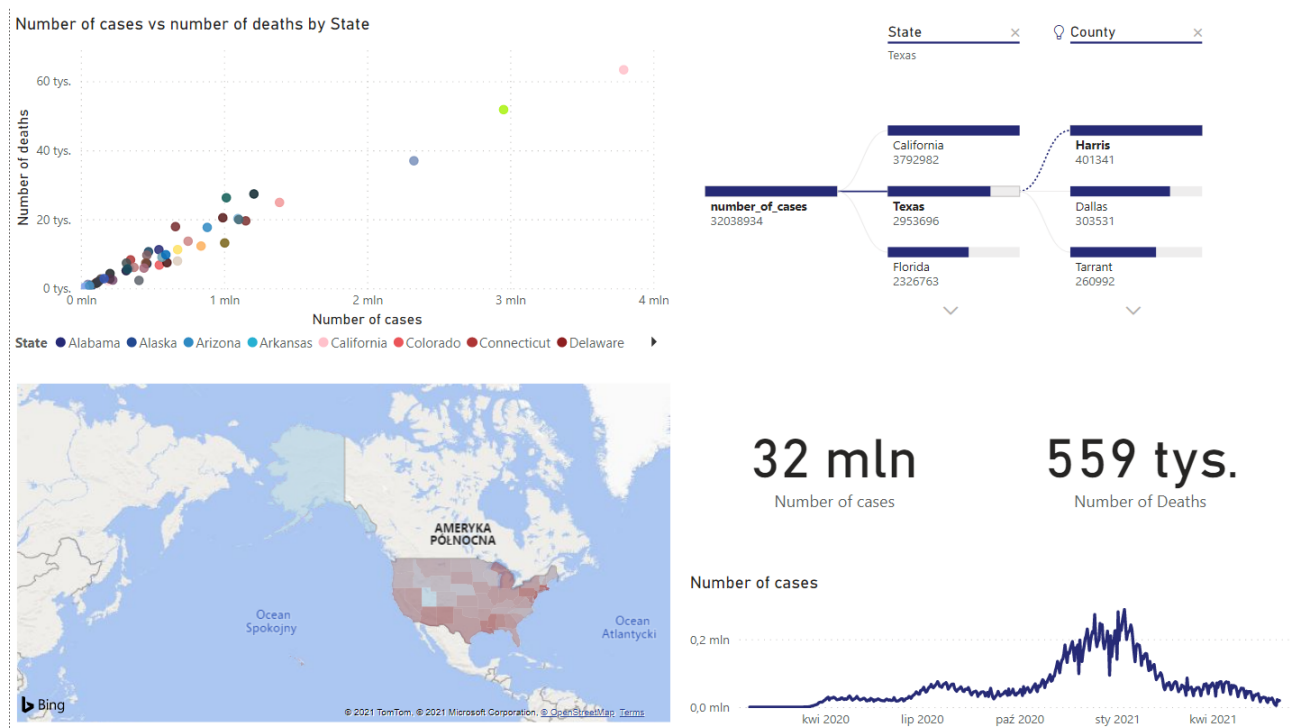 Number of cases vs number of deaths by State
Number of deaths
60 tys.
40 tys.
20 tys.
0 tys.
0 mln 1 mln 2 mln 3 mln 4 mln
Number of cases
State Alabama Alaska Arizona Arkansas California Colorado Connecticut Delaware
State × County ×
Texas
number_of_cases
32038934
California
3792982
Texas
2953696
Florida
2326763
Harris
401341
Dallas
303531
Tarrant
260992
AMERYKA
PÓŁNOCNA
Ocean
Spokojny
Ocean
Atlantycki
Bing
© 2021 TomTom, © 2021 Microsoft Corporation, © OpenStreetMap Terms
32 mln
Number of cases
559 tys.
Number of Deaths
Number of cases
0,2 mln
0,0 mln
kwi 2020 lip 2020 paź 2020 sty 2021 kwi 2021